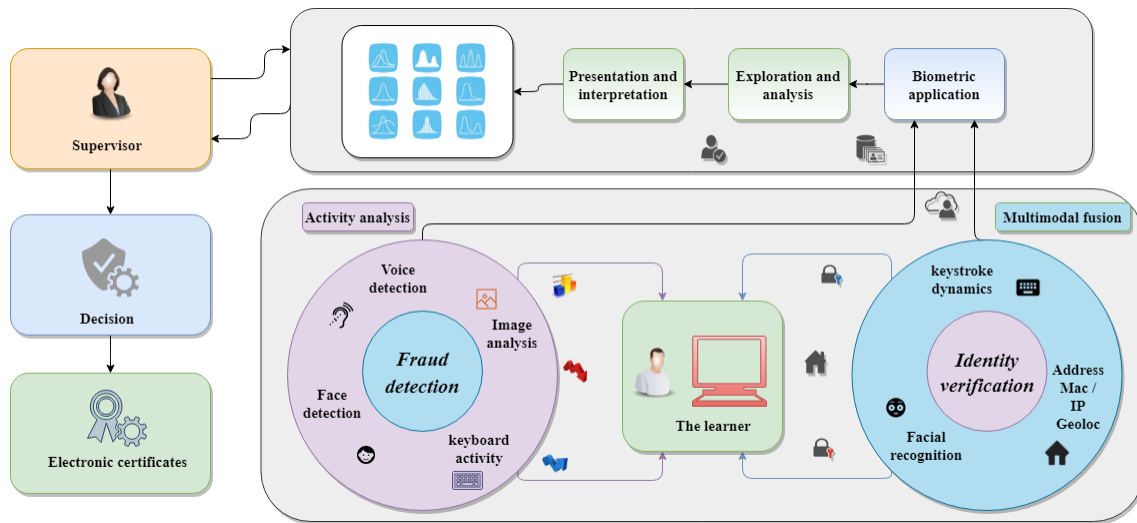 Supervisor
Presentation and
interpretation
Exploration and
analysis
Biometric
application
Decision
Electronic certificates
Activity analysis
Multimodal fusion
Voice
detection
Image
analysis
Fraud
detection
Face
detection
keyboard
activity
The learner
keystroke
dynamics
Identity
verification
Address
Mac /
IP
Geoloc
Facial
recognition